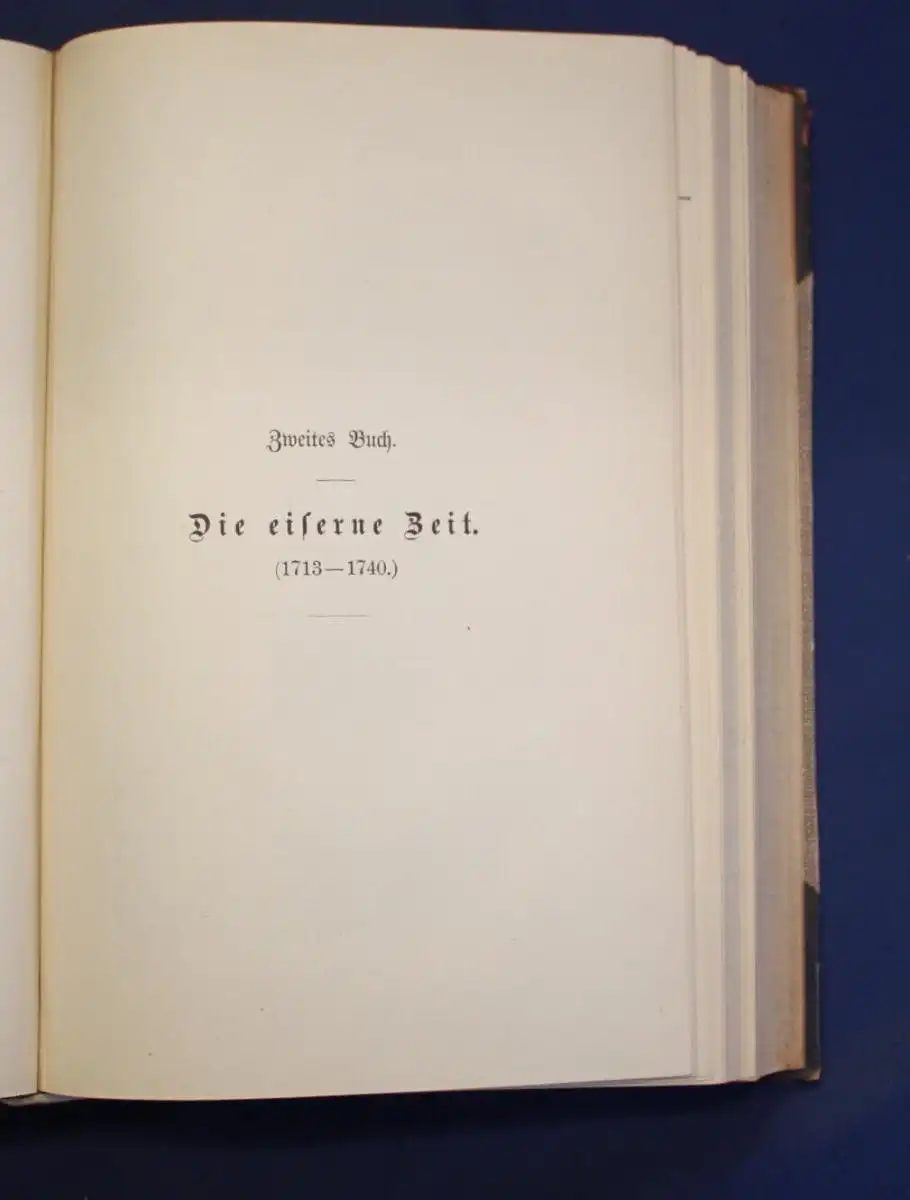 Zweites Buch.
Die eiſerne Zeit.
(1713—1740.)